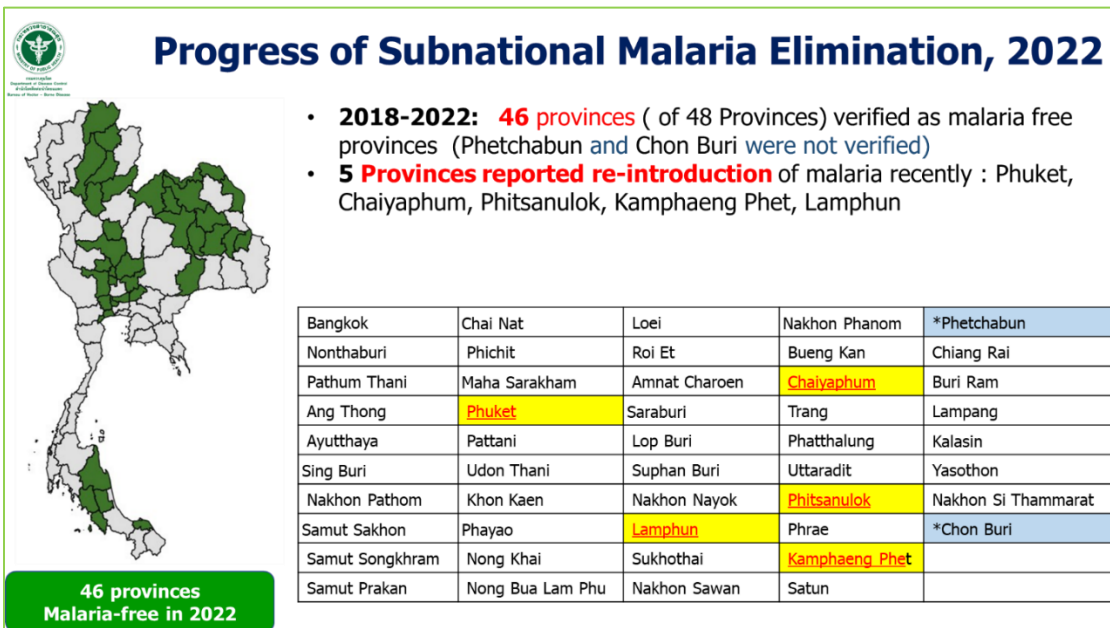 Progress of Subnational Malaria Elimination, 2022
Department of Disease Control
Bureau of Vector - Borne Disease
• 2018-2022: 46 provinces ( of 48 Provinces) verified as malaria free
provinces (Phetchabun and Chon Buri were not verified)
• 5 Provinces reported re-introduction of malaria recently : Phuket,
Chaiyaphum, Phitsanulok, Kamphaeng Phet, Lamphun
Bangkok Chai Nat Loei Nakhon Phanom *Phetchabun
Nonthaburi Phichit Roi Et Bueng Kan Chiang Rai
Pathum Thani Maha Sarakham Amnat Charoen Chaiyaphum Buri Ram
Ang Thong Phuket Saraburi Trang Lampang
Ayutthaya Pattani Lop Buri Phatthalung Kalasin
Sing Buri Udon Thani Suphan Buri Uttaradit Yasothon
Nakhon Pathom Khon Kaen Nakhon Nayok Phitsanulok Nakhon Si Thammarat
Samut Sakhon Phayao Lamphun Phrae *Chon Buri
Samut Songkhram Nong Khai Sukhothai Kamphaeng Phet
Samut Prakan Nong Bua Lam Phu Nakhon Sawan Satun
46 provinces
Malaria-free in 2022